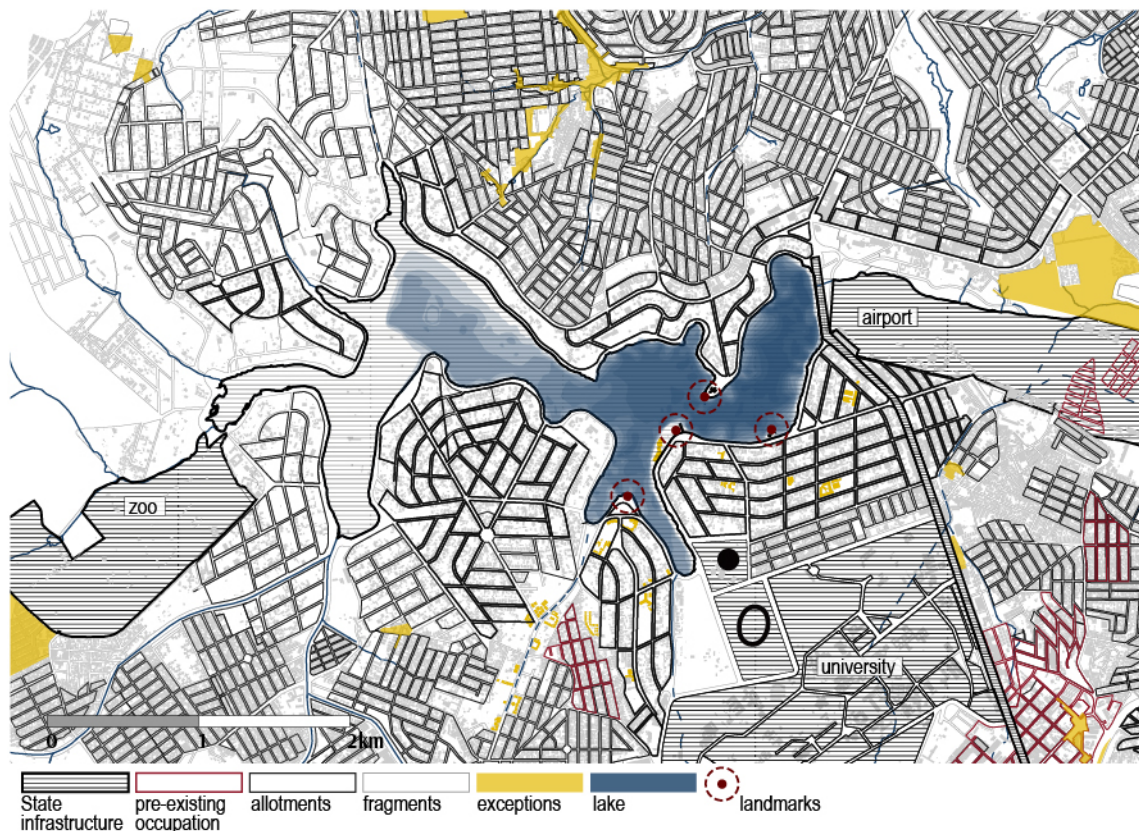 airport
zoo
university
0 1 2km
State infrastructure
pre-existing occupation
allotments
fragments
exceptions
lake
landmarks